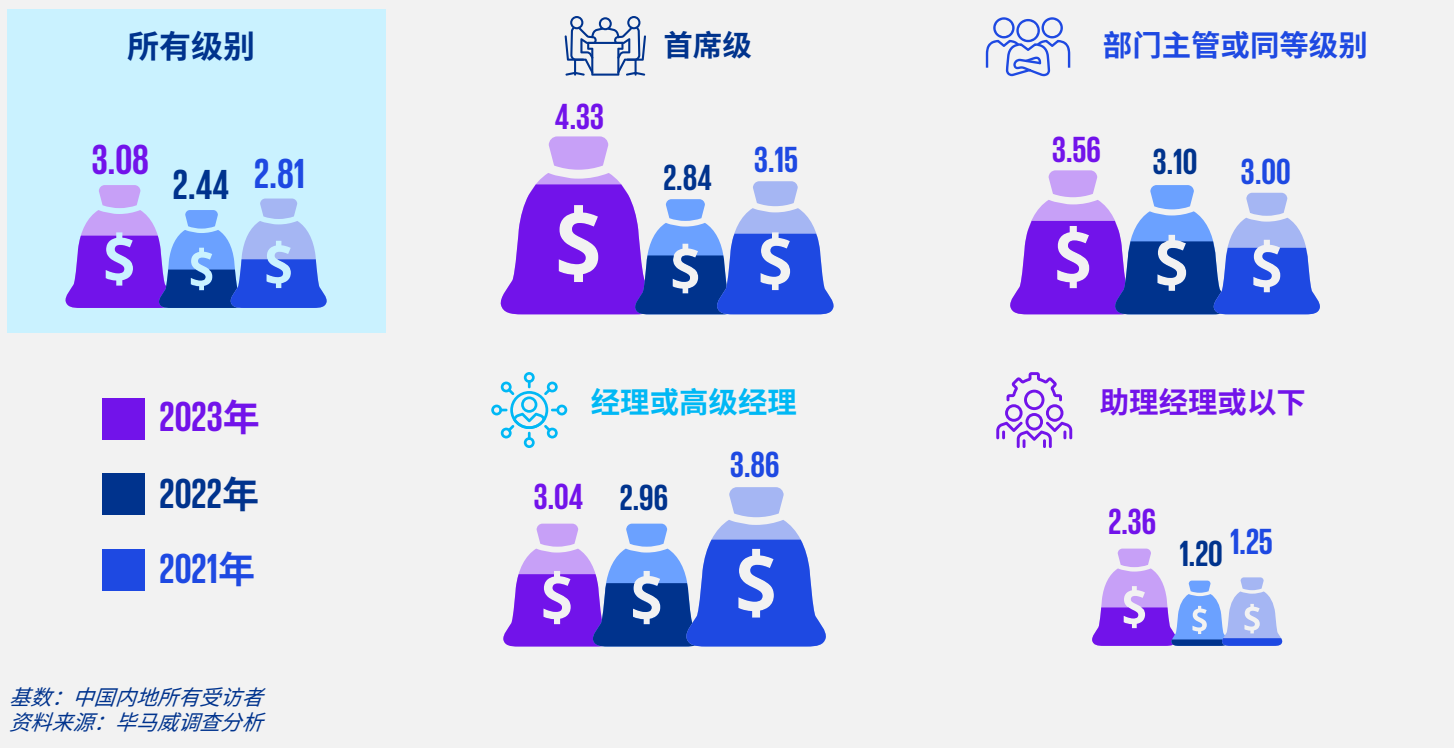 所有级别
3.08
2.44
2.81
首席级
4.33
2.84
3.15
部门主管或同等级别
3.56
3.10
3.00
2023年
2022年
2021年
经理或高级经理
3.04
2.96
3.86
助理经理或以下
2.36
1.20
1.25
$ $ $
$ $ $
$ $ $
$ $ $
$ $ $
基数：中国内地所有受访者
资料来源：毕马威调查分析